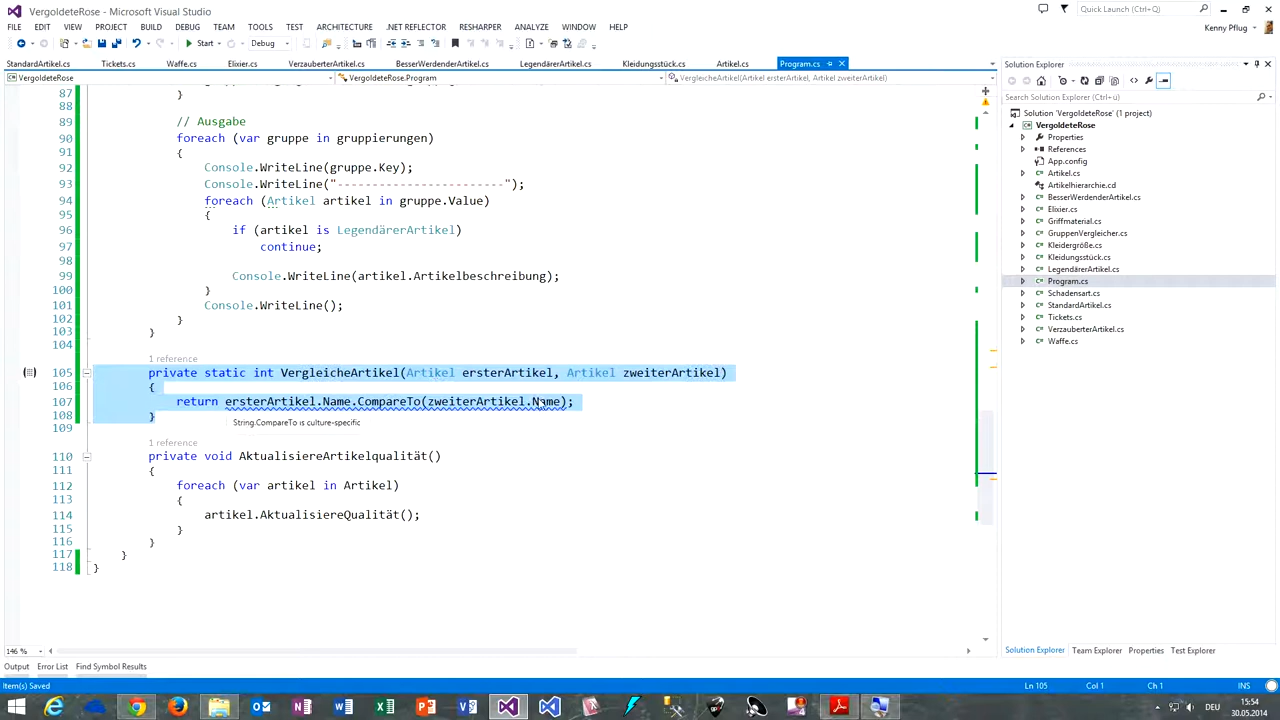 VergoldeteRose - Microsoft Visual Studio
Quick Launch (Ctrl+Q)
FILE EDIT VIEW PROJECT BUILD DEBUG TEAM TOOLS TEST ARCHITECTURE .NET REFLECTOR RESHARPER ANALYZE WINDOW HELP
Kenny Pflug
Start Debug
StandardArtikel.cs Tickets.cs Waffe.cs Elixier.cs VerzauberterArtikel.cs BesserWerdenderArtikel.cs LegendärerArtikel.cs Kleidungsstück.cs Artikel.cs Program.cs
VergoldeteRose VergoldeteRose.Program VergleicheArtikel(Artikel ersterArtikel, Artikel zweiterArtikel)
87 }
88
89 // Ausgabe
90 foreach (var gruppe in gruppierungen)
91 {
92 Console.WriteLine(gruppe.Key);
93 Console.WriteLine("------------------------");
94 foreach (Artikel artikel in gruppe.Value)
95 {
96 if (artikel is LegendärerArtikel)
97 continue;
98
99 Console.WriteLine(artikel.Artikelbeschreibung);
100 }
101 Console.WriteLine();
102 }
103 }
104
1 reference
105 private static int VergleicheArtikel(Artikel ersterArtikel, Artikel zweiterArtikel)
106 {
107 return ersterArtikel.Name.CompareTo(zweiterArtikel.Name);
108 }
String.CompareTo is culture-specific
109
1 reference
110 private void AktualisiereArtikelqualität()
111 {
112 foreach (var artikel in Artikel)
113 {
114 artikel.AktualisiereQualität();
115 }
116 }
117 }
118 }
146 %
Output Error List Find Symbol Results
Item(s) Saved Ln 105 Col 1 Ch 1 INS
Solution Explorer
Search Solution Explorer (Ctrl+ü)
Solution 'VergoldeteRose' (1 project)
VergoldeteRose
Properties
References
App.config
Artikel.cs
Artikelhierarchie.cd
BesserWerdenderArtikel.cs
Elixier.cs
Griffmaterial.cs
GruppenVergleicher.cs
Kleidergröße.cs
Kleidungsstück.cs
LegendärerArtikel.cs
Program.cs
Schadensart.cs
StandardArtikel.cs
Tickets.cs
VerzauberterArtikel.cs
Waffe.cs
Solution Explorer Team Explorer Properties Test Explorer
DEU
15:54
30.05.2014